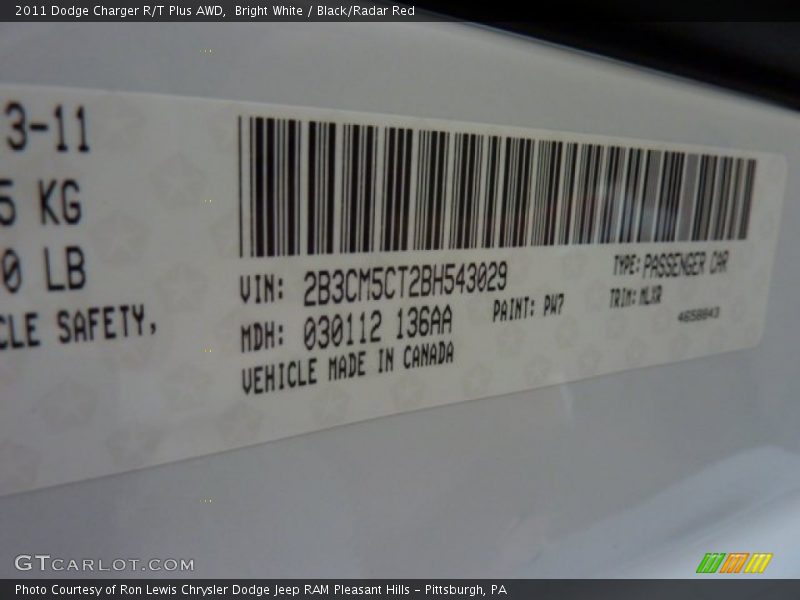 2011 Dodge Charger R/T Plus AWD, Bright White / Black/Radar Red
3-11
5 KG
0 LB
CLE SAFETY,
VIN: 2B3CM5CT2BH543029
MDH: 030112 136AA
VEHICLE MADE IN CANADA
PAINT: PW7
TYPE: PASSENGER CAR
TRIM: MLXR
4658843
GTCARLOT.COM
Photo Courtesy of Ron Lewis Chrysler Dodge Jeep RAM Pleasant Hills - Pittsburgh, PA